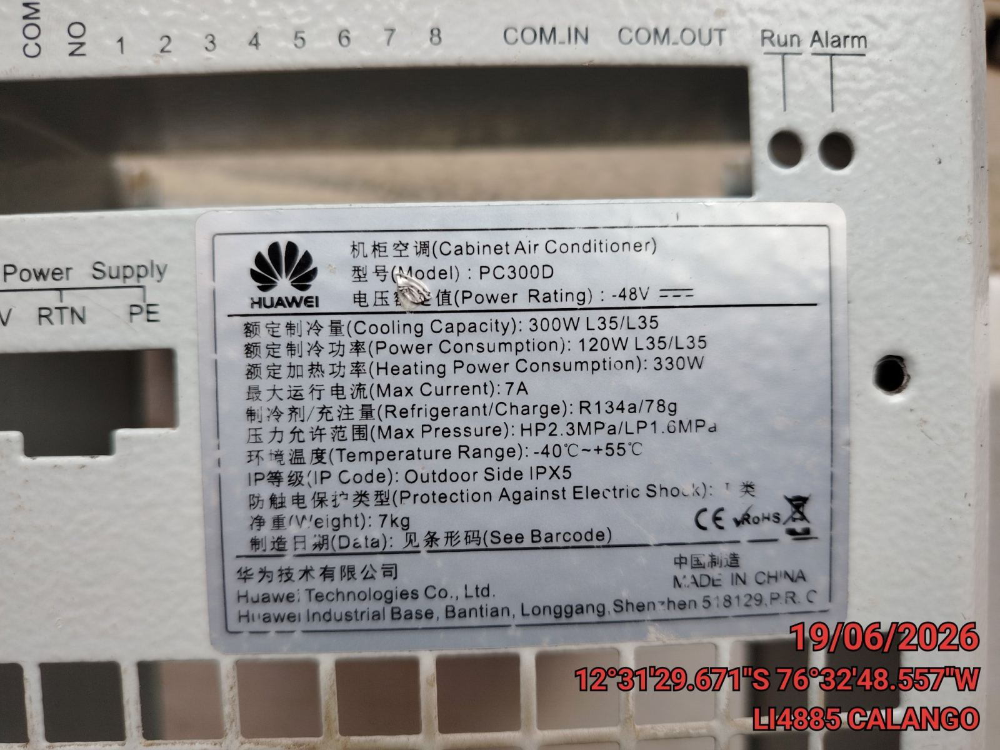 COM
NO
1 2 3 4 5 6 7 8 COM_IN COM_OUT Run Alarm
Power Supply
V RTN PE
HUAWEI
机柜空调(Cabinet Air Conditioner)
型号(Model) : PC300D
电压额定值(Power Rating) : -48V
额定制冷量(Cooling Capacity): 300W L35/L35
额定制冷功率(Power Consumption): 120W L35/L35
额定加热功率(Heating Power Consumption): 330W
最大运行电流(Max Current): 7A
制冷剂/充注量(Refrigerant/Charge): R134a/78g
压力允许范围(Max Pressure): HP2.3MPa/LP1.6MPa
环境温度(Temperature Range): -40℃~+55℃
IP等级(IP Code): Outdoor Side IPX5
防触电保护类型(Protection Against Electric Shock): I 类
净重(Weight): 7kg
CE RoHS
制造日期(Data): 见条形码(See Barcode)
华为技术有限公司
Huawei Technologies Co., Ltd.
Huawei Industrial Base, Bantian, Longgang, Shenzhen 518129, P.R. C
中国制造
MADE IN CHINA
19/06/2026
12°31'29.671"S 76°32'48.557"W
LI4885 CALANGO